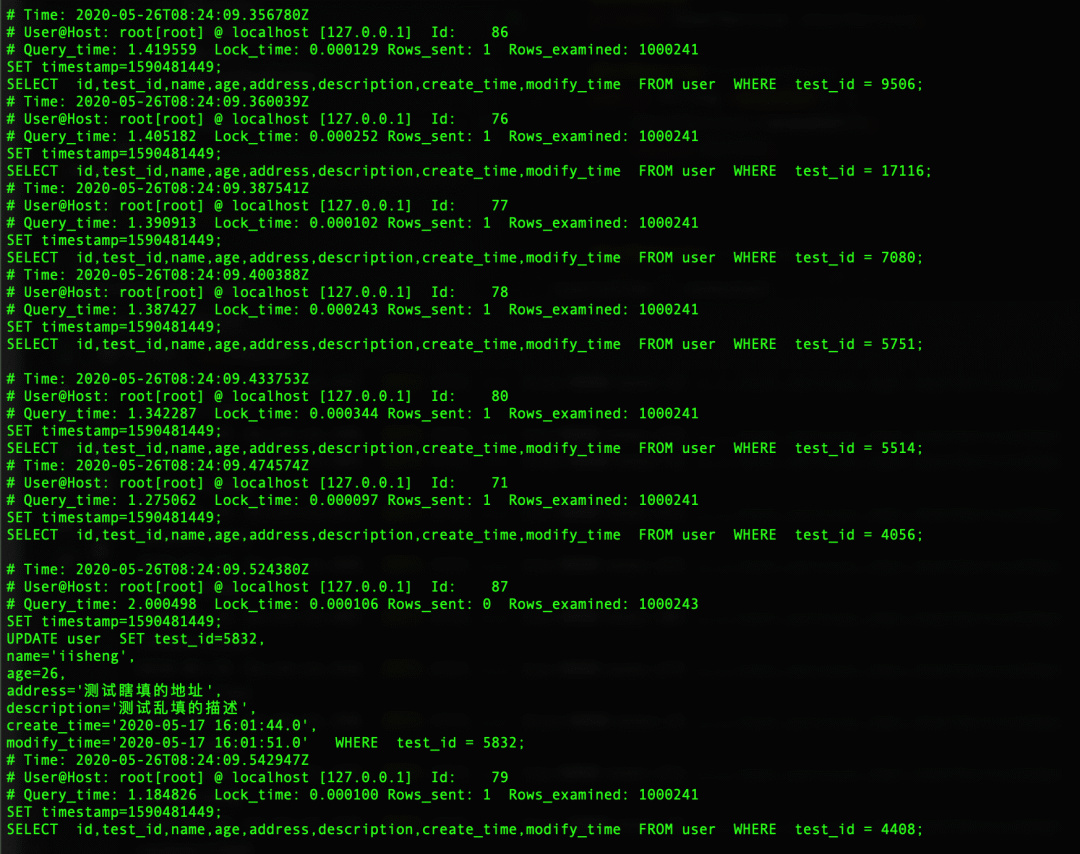 # Time: 2020-05-26T08:24:09.356780Z
# User@Host: root[root] @ localhost [127.0.0.1]  Id:    86
# Query_time: 1.419559  Lock_time: 0.000129 Rows_sent: 1  Rows_examined: 1000241
SET timestamp=1590481449;
SELECT  id,test_id,name,age,address,description,create_time,modify_time  FROM user  WHERE  test_id = 9506;
# Time: 2020-05-26T08:24:09.360039Z
# User@Host: root[root] @ localhost [127.0.0.1]  Id:    76
# Query_time: 1.405182  Lock_time: 0.000252 Rows_sent: 1  Rows_examined: 1000241
SET timestamp=1590481449;
SELECT  id,test_id,name,age,address,description,create_time,modify_time  FROM user  WHERE  test_id = 17116;
# Time: 2020-05-26T08:24:09.387541Z
# User@Host: root[root] @ localhost [127.0.0.1]  Id:    77
# Query_time: 1.390913  Lock_time: 0.000102 Rows_sent: 1  Rows_examined: 1000241
SET timestamp=1590481449;
SELECT  id,test_id,name,age,address,description,create_time,modify_time  FROM user  WHERE  test_id = 7080;
# Time: 2020-05-26T08:24:09.400388Z
# User@Host: root[root] @ localhost [127.0.0.1]  Id:    78
# Query_time: 1.387427  Lock_time: 0.000243 Rows_sent: 1  Rows_examined: 1000241
SET timestamp=1590481449;
SELECT  id,test_id,name,age,address,description,create_time,modify_time  FROM user  WHERE  test_id = 5751;
# Time: 2020-05-26T08:24:09.433753Z
# User@Host: root[root] @ localhost [127.0.0.1]  Id:    80
# Query_time: 1.342287  Lock_time: 0.000344 Rows_sent: 1  Rows_examined: 1000241
SET timestamp=1590481449;
SELECT  id,test_id,name,age,address,description,create_time,modify_time  FROM user  WHERE  test_id = 5514;
# Time: 2020-05-26T08:24:09.474574Z
# User@Host: root[root] @ localhost [127.0.0.1]  Id:    71
# Query_time: 1.275062  Lock_time: 0.000097 Rows_sent: 1  Rows_examined: 1000241
SET timestamp=1590481449;
SELECT  id,test_id,name,age,address,description,create_time,modify_time  FROM user  WHERE  test_id = 4056;
# Time: 2020-05-26T08:24:09.524380Z
# User@Host: root[root] @ localhost [127.0.0.1]  Id:    87
# Query_time: 2.000498  Lock_time: 0.000106 Rows_sent: 0  Rows_examined: 1000243
SET timestamp=1590481449;
UPDATE user  SET test_id=5832,
name='iisheng',
age=26,
address='测试瞎填的地址',
description='测试乱填的描述',
create_time='2020-05-17 16:01:44.0',
modify_time='2020-05-17 16:01:51.0'   WHERE  test_id = 5832;
# Time: 2020-05-26T08:24:09.542947Z
# User@Host: root[root] @ localhost [127.0.0.1]  Id:    79
# Query_time: 1.184826  Lock_time: 0.000100 Rows_sent: 1  Rows_examined: 1000241
SET timestamp=1590481449;
SELECT  id,test_id,name,age,address,description,create_time,modify_time  FROM user  WHERE  test_id = 4408;